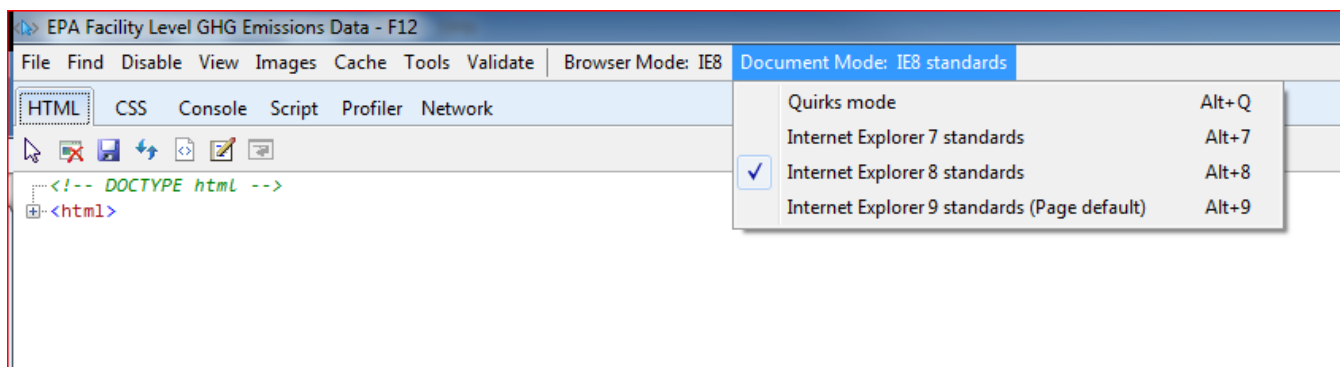 EPA Facility Level GHG Emissions Data - F12
File Find Disable View Images Cache Tools Validate Browser Mode: IE8 Document Mode: IE8 standards
HTML CSS Console Script Profiler Network
Quirks mode Alt+Q
Internet Explorer 7 standards Alt+7
Internet Explorer 8 standards Alt+8
Internet Explorer 9 standards (Page default) Alt+9
<!-- DOCTYPE html -->
<html>